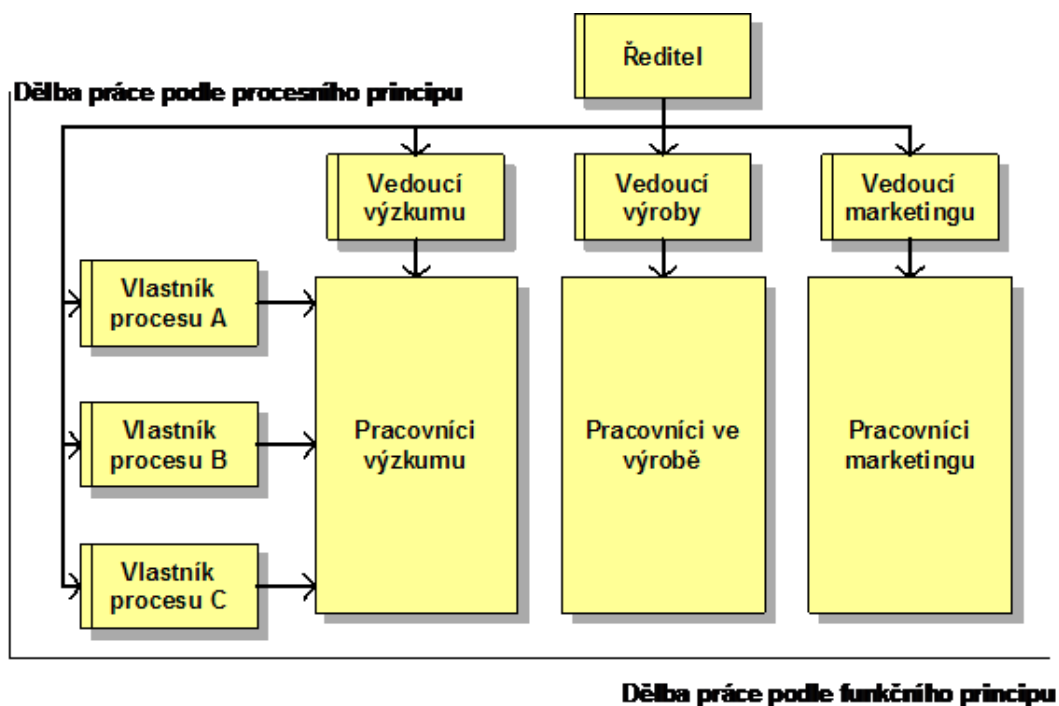 Ředitel
Dělba práce podle procesního principu
Vedoucí
výzkumu
Vedoucí
výroby
Vedoucí
marketingu
Vlastník
procesu A
Vlastník
procesu B
Vlastník
procesu C
Pracovníci
výzkumu
Pracovníci ve
výrobě
Pracovníci
marketingu
Dělba práce podle funkčního principu